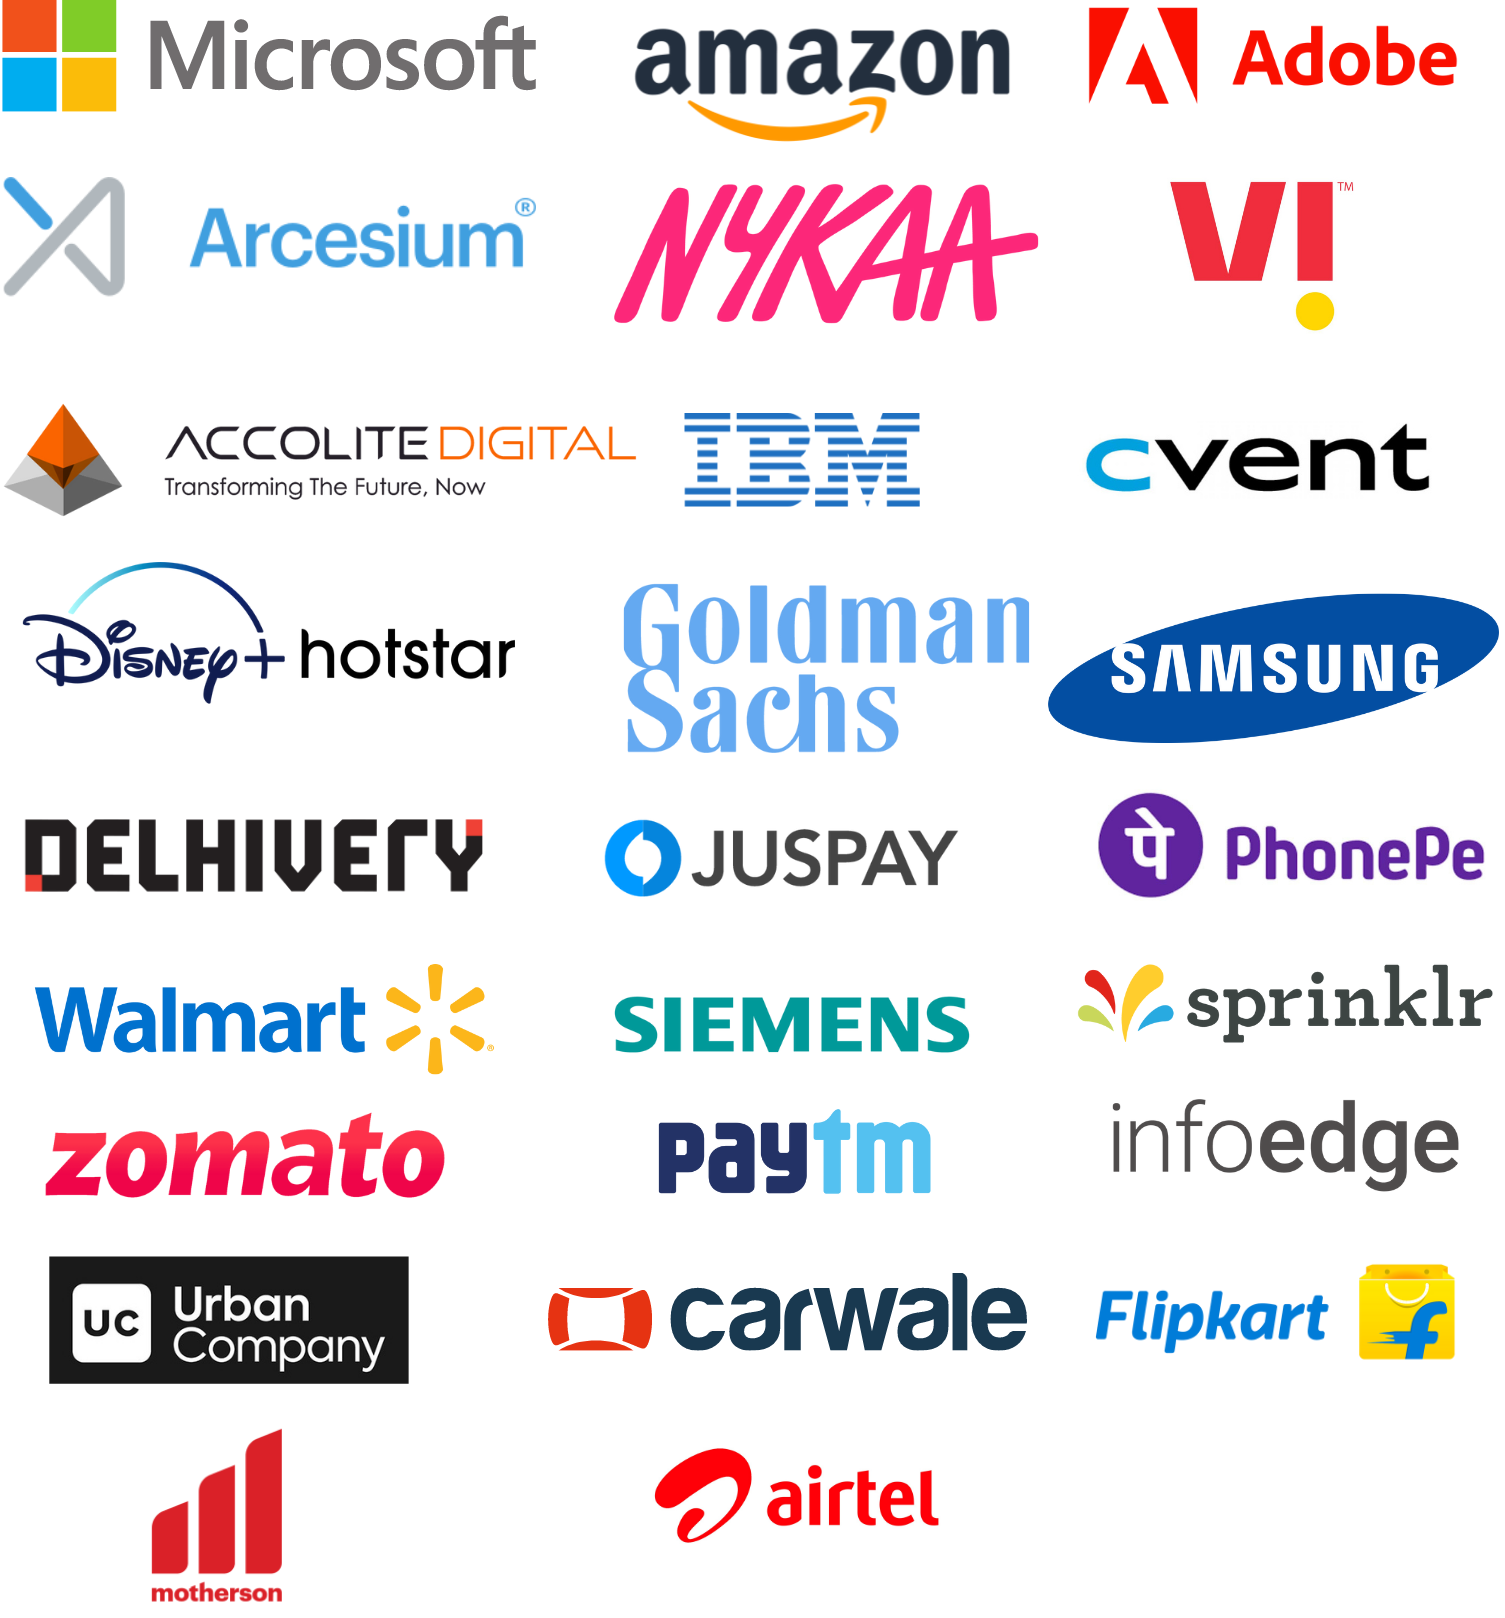 Microsoft
amazon
Adobe
Arcesium®
NYKAA
VI™
ACCOLITE DIGITAL
Transforming The Future, Now
IBM
cvent
Disney+ hotstar
Goldman
Sachs
SAMSUNG
DELHIVERY
JUSPAY
पे PhonePe
Walmart ®
SIEMENS
sprinklr
zomato
paytm
infoedge
UC Urban
Company
carwale
Flipkart f
motherson
airtel